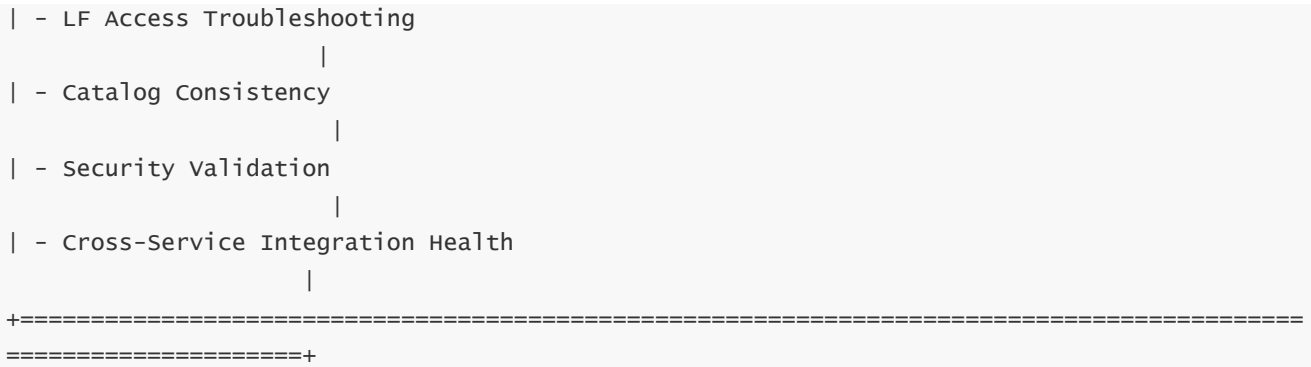 | - LF Access Troubleshooting
|
| - Catalog Consistency
|
| - Security Validation
|
| - Cross-Service Integration Health
|
+===========================================================================================
=====================+